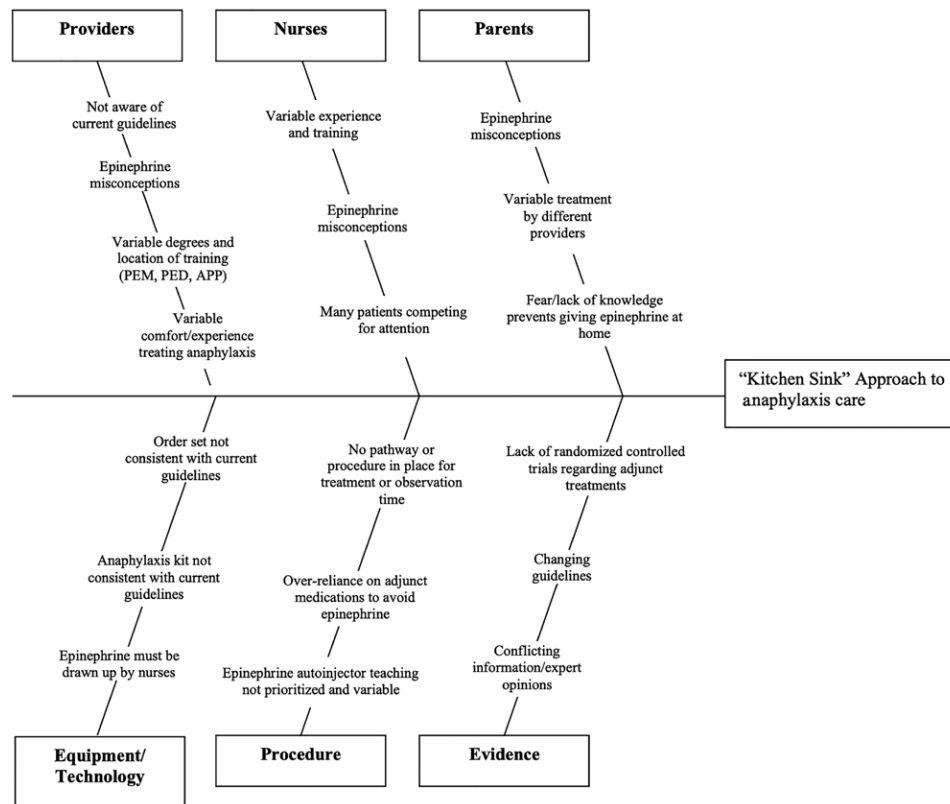 Providers
Nurses
Parents
Not aware of
current guidelines
Epinephrine
misconceptions
Variable degrees and
location of training
(PEM, PED, APP)
Variable
comfort/experience
treating anaphylaxis
Variable experience
and training
Epinephrine
misconceptions
Many patients competing
for attention
Epinephrine
misconceptions
Variable treatment
by different
providers
Fear/lack of knowledge
prevents giving epinephrine at
home
“Kitchen Sink” Approach to
anaphylaxis care
Order set not
consistent with current
guidelines
Anaphylaxis kit not
consistent with current
guidelines
Epinephrine must be
drawn up by nurses
No pathway or
procedure in place for
treatment or observation
time
Over-reliance on adjunct
medications to avoid
epinephrine
Epinephrine autoinjector teaching
not prioritized and variable
Lack of randomized controlled
trials regarding adjunct
treatments
Changing
guidelines
Conflicting
information/expert
opinions
Equipment/
Technology
Procedure
Evidence